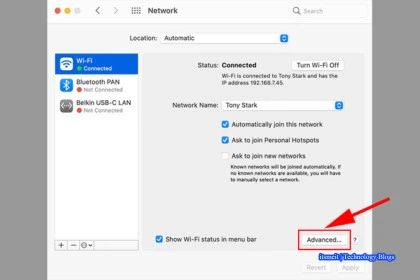 Network
Search
Location: Automatic
Wi-Fi
Connected
Bluetooth PAN
Not Connected
Belkin USB-C LAN
Not Connected
Status: Connected
Turn Wi-Fi Off
Wi-Fi is connected to Tony Stark and has the
IP address 192.168.7.45.
Network Name: Tony Stark
Automatically join this network
Ask to join Personal Hotspots
Ask to join new networks
Known networks will be joined automatically. If
no known networks are available, you will have
to manually select a network.
Show Wi-Fi status in menu bar
Advanced...
?
itsmeit Technology Blogs
Revert
Apply